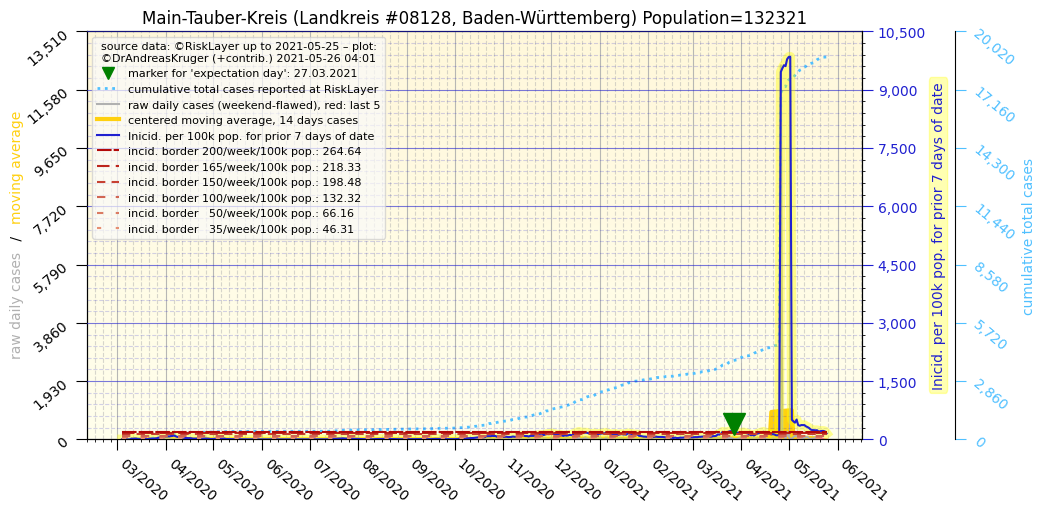 Main-Tauber-Kreis (Landkreis #08128, Baden-Württemberg) Population=132321
source data: ©RiskLayer up to 2021-05-25 – plot:
©DrAndreasKruger (+contrib.) 2021-05-26 04:01
marker for 'expectation day': 27.03.2021
cumulative total cases reported at RiskLayer
raw daily cases (weekend-flawed), red: last 5
centered moving average, 14 days cases
Inicid. per 100k pop. for prior 7 days of date
incid. border 200/week/100k pop.: 264.64
incid. border 165/week/100k pop.: 218.33
incid. border 150/week/100k pop.: 198.48
incid. border 100/week/100k pop.: 132.32
incid. border   50/week/100k pop.: 66.16
incid. border   35/week/100k pop.: 46.31
raw daily cases / moving average
13,510
11,580
9,650
7,720
5,790
3,860
1,930
0
10,500
9,000
7,500
6,000
4,500
3,000
1,500
0
Inicid. per 100k pop. for prior 7 days of date
20,020
17,160
14,300
11,440
8,580
5,720
2,860
0
cumulative total cases
03/2020
04/2020
05/2020
06/2020
07/2020
08/2020
09/2020
10/2020
11/2020
12/2020
01/2021
02/2021
03/2021
04/2021
05/2021
06/2021